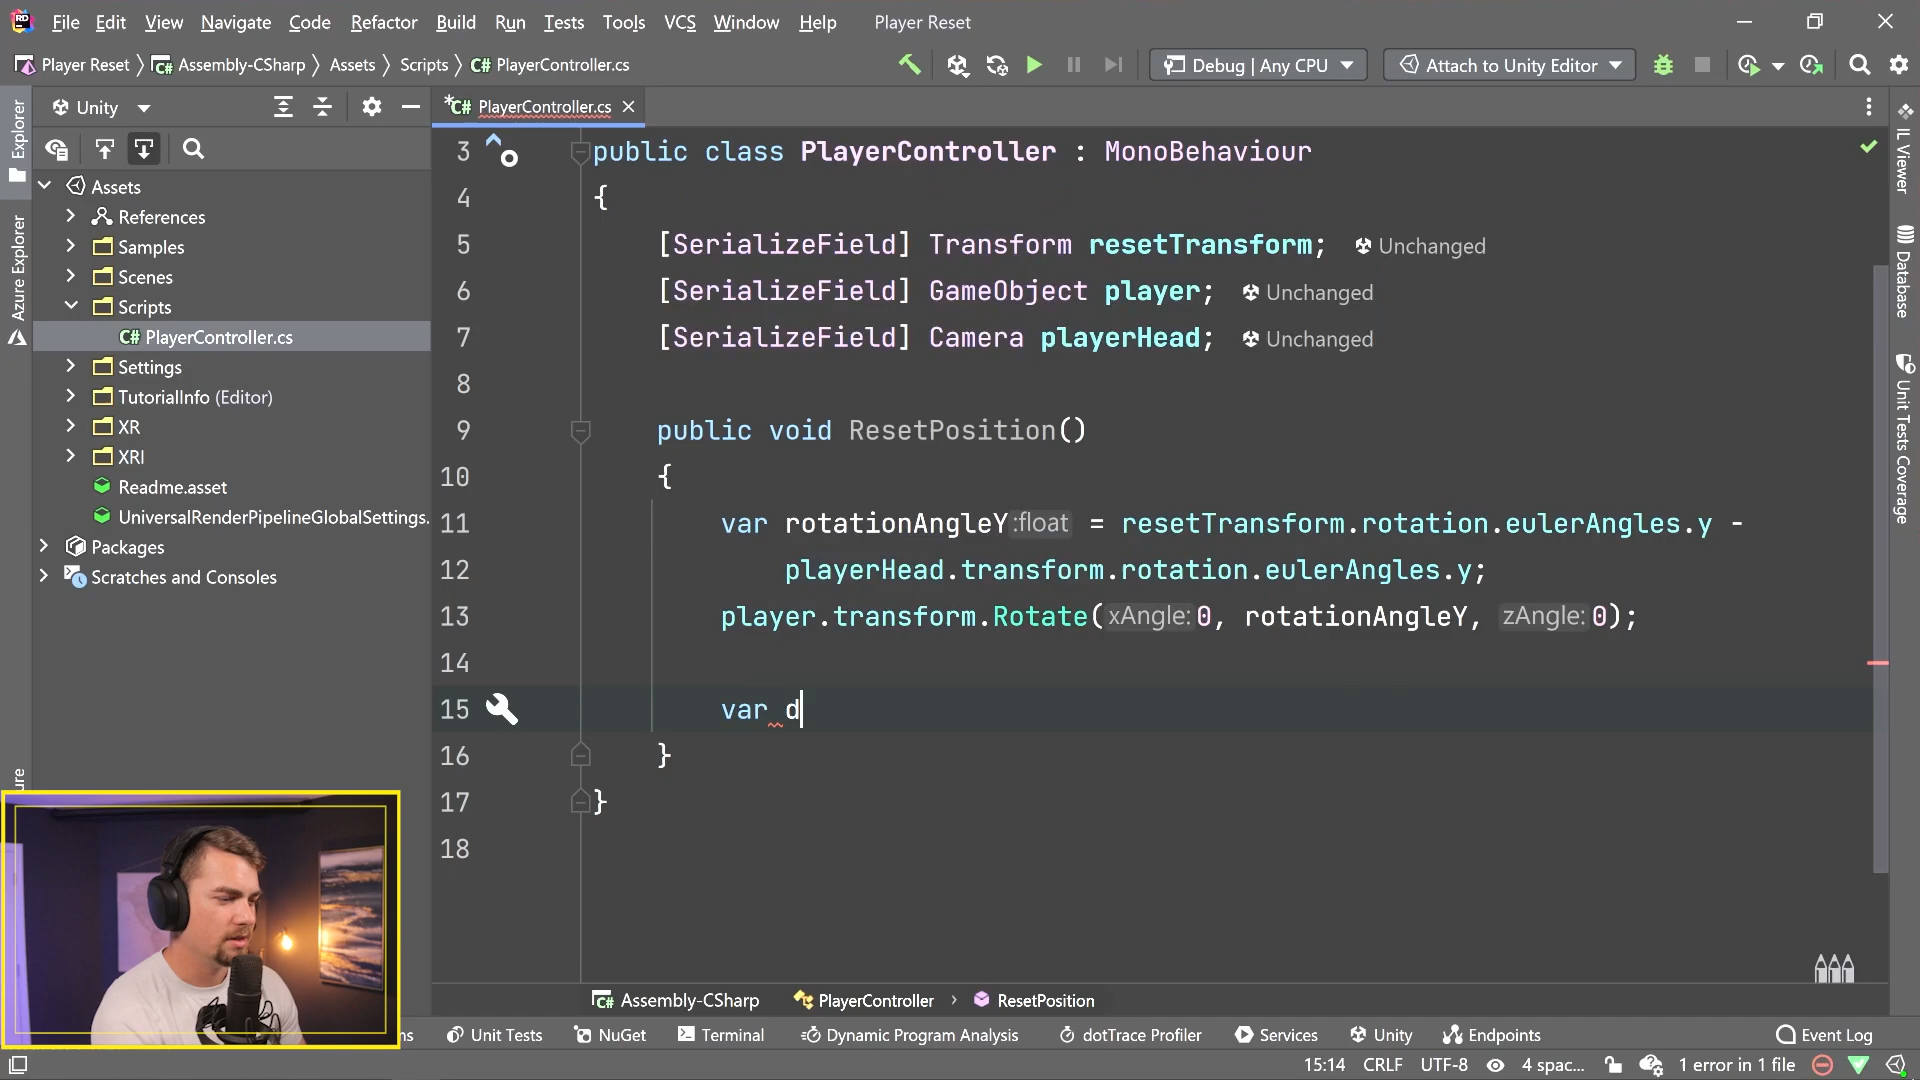 File Edit View Navigate Code Refactor Build Run Tests Tools VCS Window Help Player Reset
Player Reset Assembly-CSharp Assets Scripts C# PlayerController.cs Debug | Any CPU Attach to Unity Editor
Explorer
Azure Explorer
Unity
Assets
References
Samples
Scenes
Scripts
C# PlayerController.cs
Settings
TutorialInfo (Editor)
XR
XRI
Readme.asset
UniversalRenderPipelineGlobalSettings.
Packages
Scratches and Consoles
*C# PlayerController.cs
3 public class PlayerController : MonoBehaviour
4 {
5 [SerializeField] Transform resetTransform; Unchanged
6 [SerializeField] GameObject player; Unchanged
7 [SerializeField] Camera playerHead; Unchanged
8
9 public void ResetPosition()
10 {
11 var rotationAngleY:float = resetTransform.rotation.eulerAngles.y -
12 playerHead.transform.rotation.eulerAngles.y;
13 player.transform.Rotate(xAngle:0, rotationAngleY, zAngle:0);
14
15 var d
16 }
17 }
18
IL Viewer
Database
Unit Tests Coverage
Assembly-CSharp PlayerController ResetPosition
Unit Tests NuGet Terminal Dynamic Program Analysis dotTrace Profiler Services Unity Endpoints Event Log
15:14 CRLF UTF-8 4 spac... 1 error in 1 file